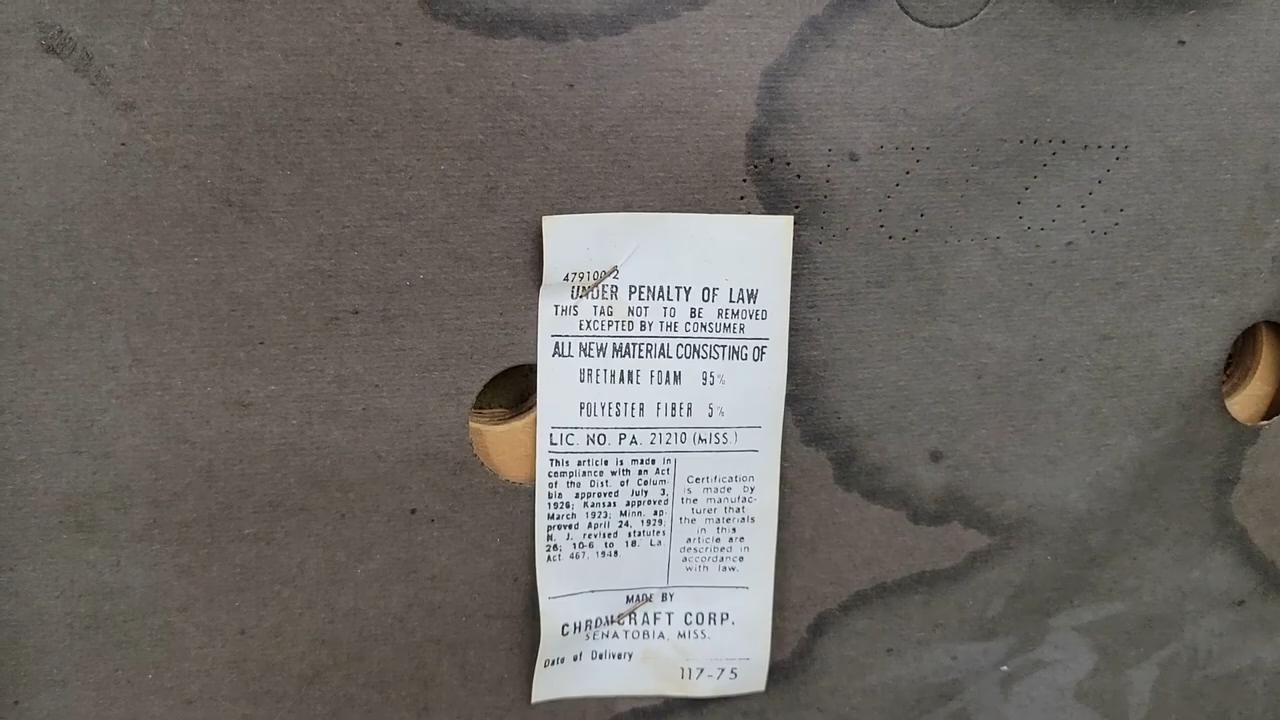 479100-2
UNDER PENALTY OF LAW
THIS TAG NOT TO BE REMOVED
EXCEPTED BY THE CONSUMER
ALL NEW MATERIAL CONSISTING OF
URETHANE FOAM 95%
POLYESTER FIBER 5%
LIC. NO. PA. 21210 (MISS.)
This article is made in
compliance with an Act
of the Dist. of Colum-
bia approved July 3,
1926; Kansas approved
March 1923; Minn. ap-
proved April 24, 1929;
N. J. revised statutes
26; 10-6 to 18. La.
Act. 467, 1948.
Certification
is made by
the manufac-
turer that
the materials
in this
article are
described in
accordance
with law.
MADE BY
CHROMCRAFT CORP.
SENATOBIA, MISS.
Date of Delivery
117-75